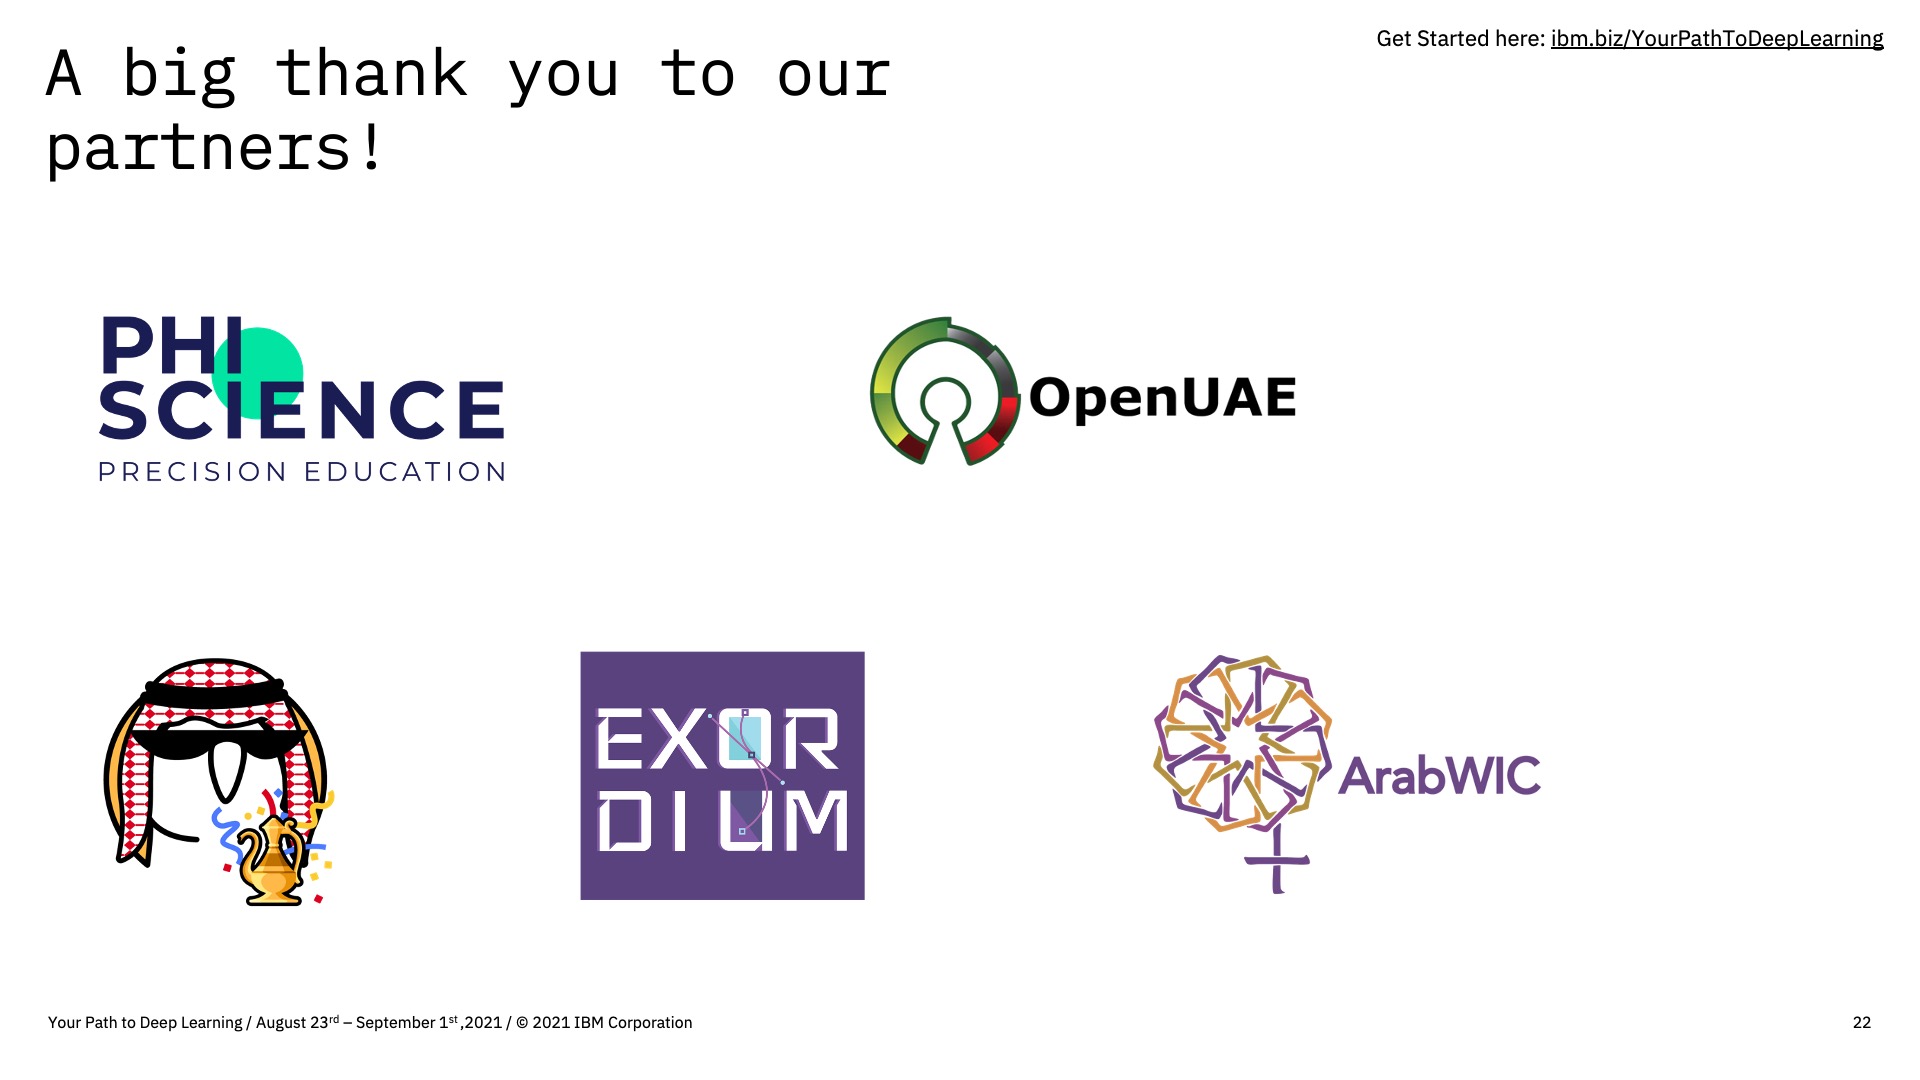 Get Started here: ibm.biz/YourPathToDeepLearning
A big thank you to our
partners!
PHI
SCIENCE
PRECISION EDUCATION
OpenUAE
EXOR
DIUM
ArabWIC
Your Path to Deep Learning / August 23rd – September 1st ,2021 / © 2021 IBM Corporation
22